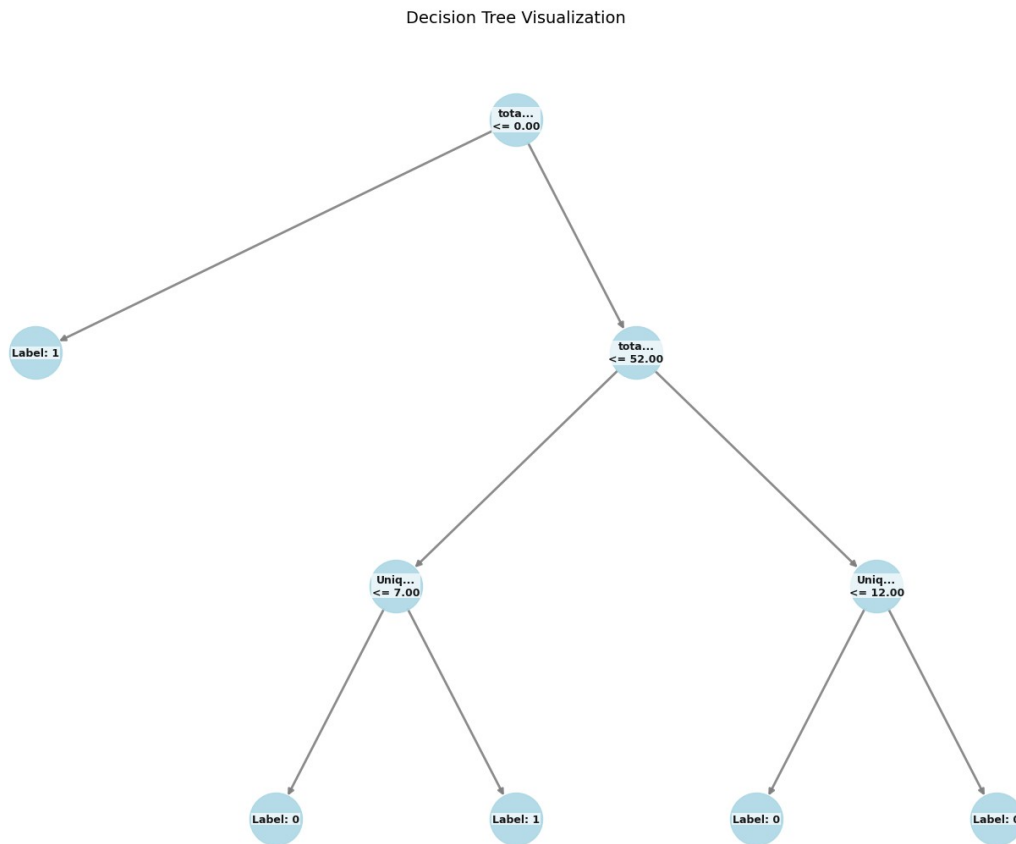 Decision Tree Visualization
tota...
<= 0.00
Label: 1
tota...
<= 52.00
Uniq...
<= 7.00
Uniq...
<= 12.00
Label: 0
Label: 1
Label: 0
Label: